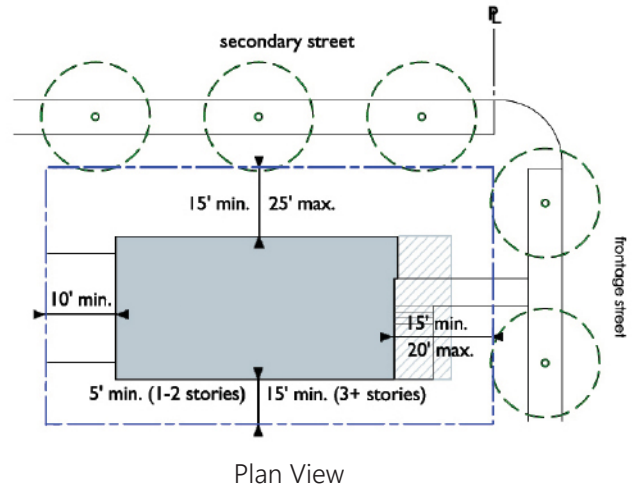 ℄
secondary street
15' min. 25' max.
frontage street
10' min.
15' min.
20' max.
5' min. (1-2 stories) 15' min. (3+ stories)
Plan View